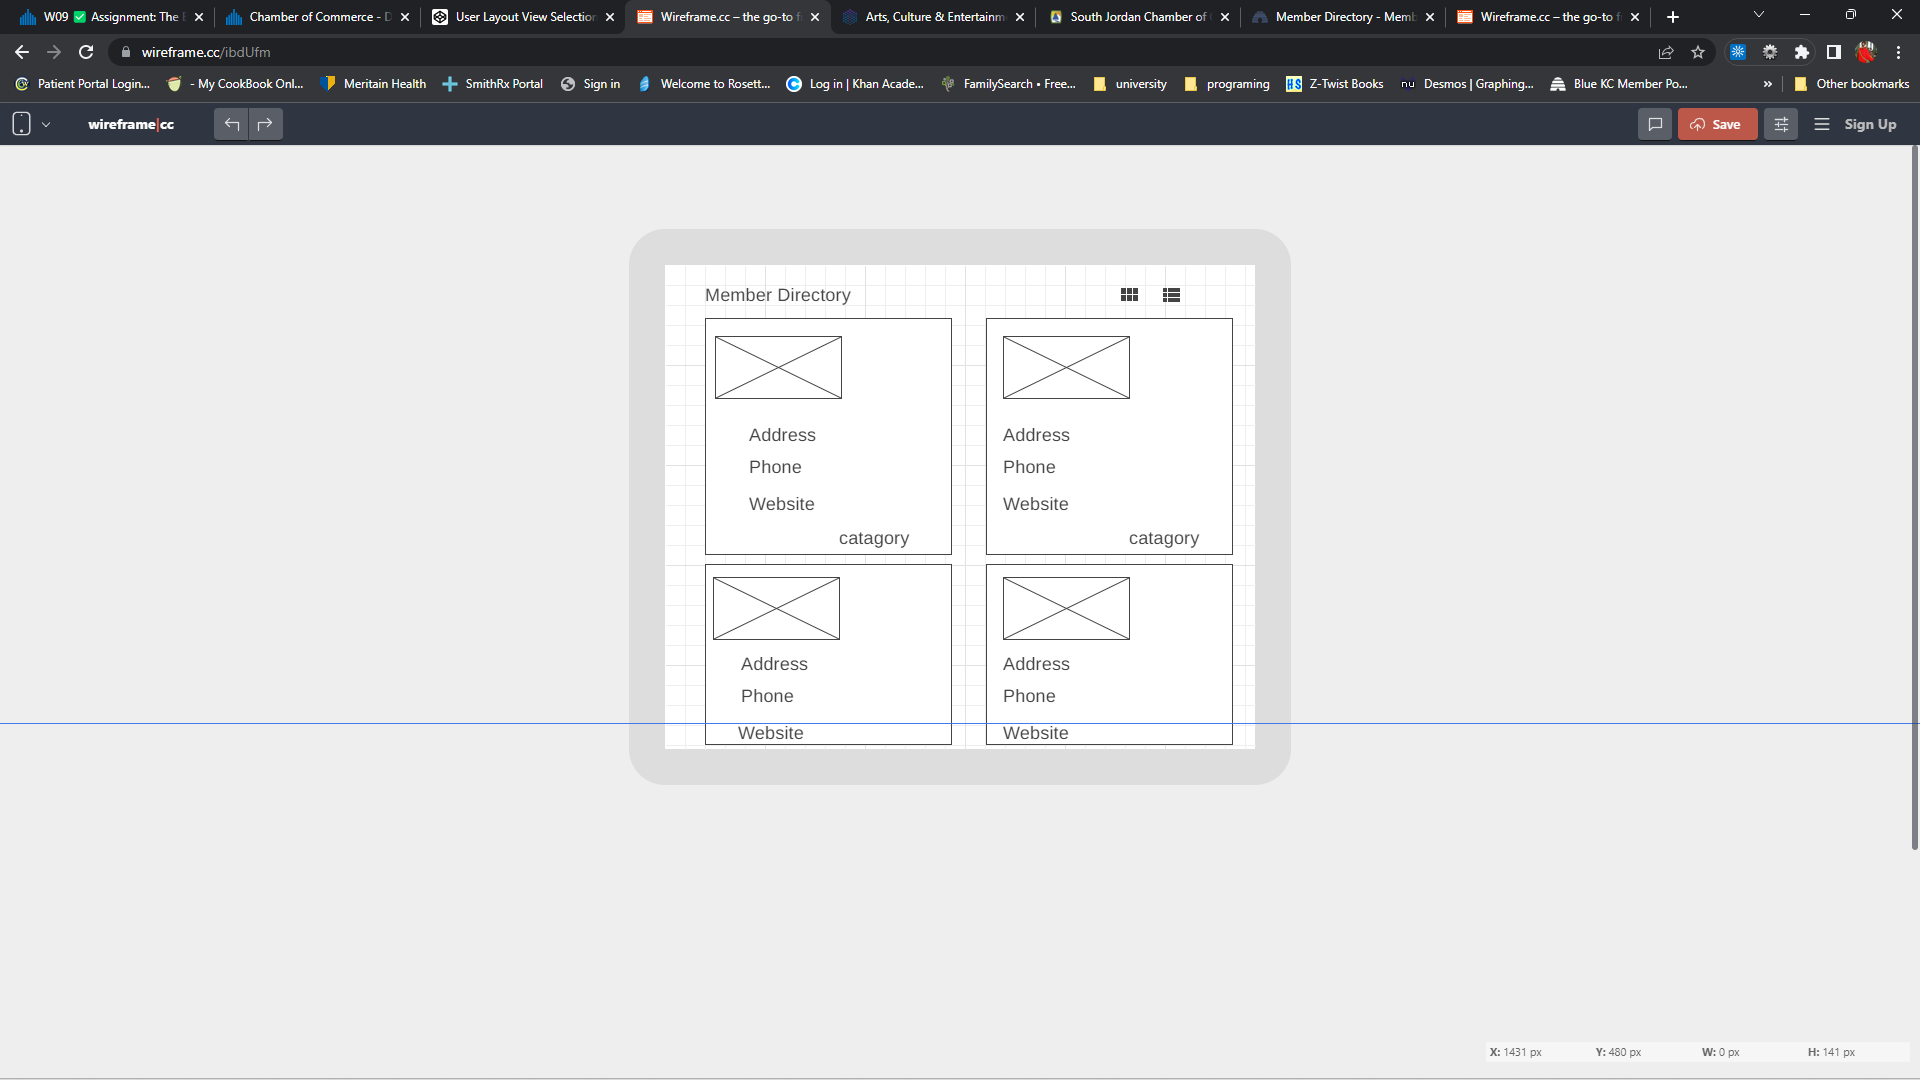 W09 ✅ Assignment: The
Chamber of Commerce - D
User Layout View Selection
Wireframe.cc – the go-to f
Arts, Culture & Entertainm
South Jordan Chamber of
Member Directory - Memb
Wireframe.cc – the go-to f
wireframe.cc/ibdUfm
Patient Portal Login...
- My CookBook Onl...
Meritain Health
SmithRx Portal
Sign in
Welcome to Rosett...
Log in | Khan Acade...
FamilySearch • Free...
university
programing
HS
Z-Twist Books
nu
Desmos | Graphing...
Blue KC Member Po...
»
Other bookmarks
wireframe|cc
Save
Sign Up
Member Directory
Address
Phone
Website
catagory
Address
Phone
Website
catagory
Address
Phone
Website
Address
Phone
Website
X: 1431 px
Y: 480 px
W: 0 px
H: 141 px